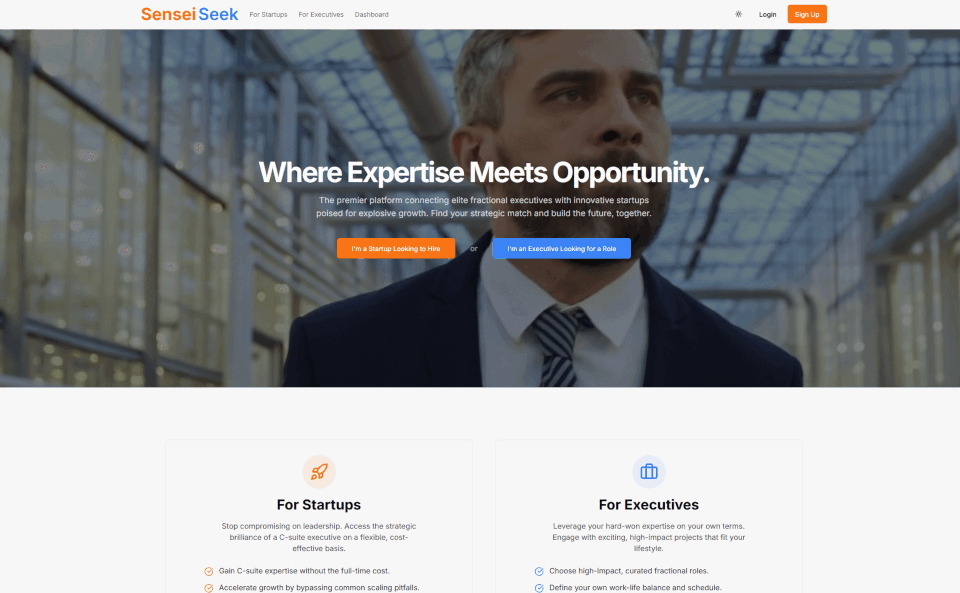 SenseiSeek For Startups For Executives Dashboard Login Sign Up
Where Expertise Meets Opportunity.
The premier platform connecting elite fractional executives with innovative startups
poised for explosive growth. Find your strategic match and build the future, together.
I'm a Startup Looking to Hire or I'm an Executive Looking for a Role
For Startups
Stop compromising on leadership. Access the strategic
brilliance of a C-suite executive on a flexible, cost-
effective basis.
Gain C-suite expertise without the full-time cost.
Accelerate growth by bypassing common scaling pitfalls.
For Executives
Leverage your hard-won expertise on your own terms.
Engage with exciting, high-impact projects that fit your
lifestyle.
Choose high-impact, curated fractional roles.
Define your own work-life balance and schedule.